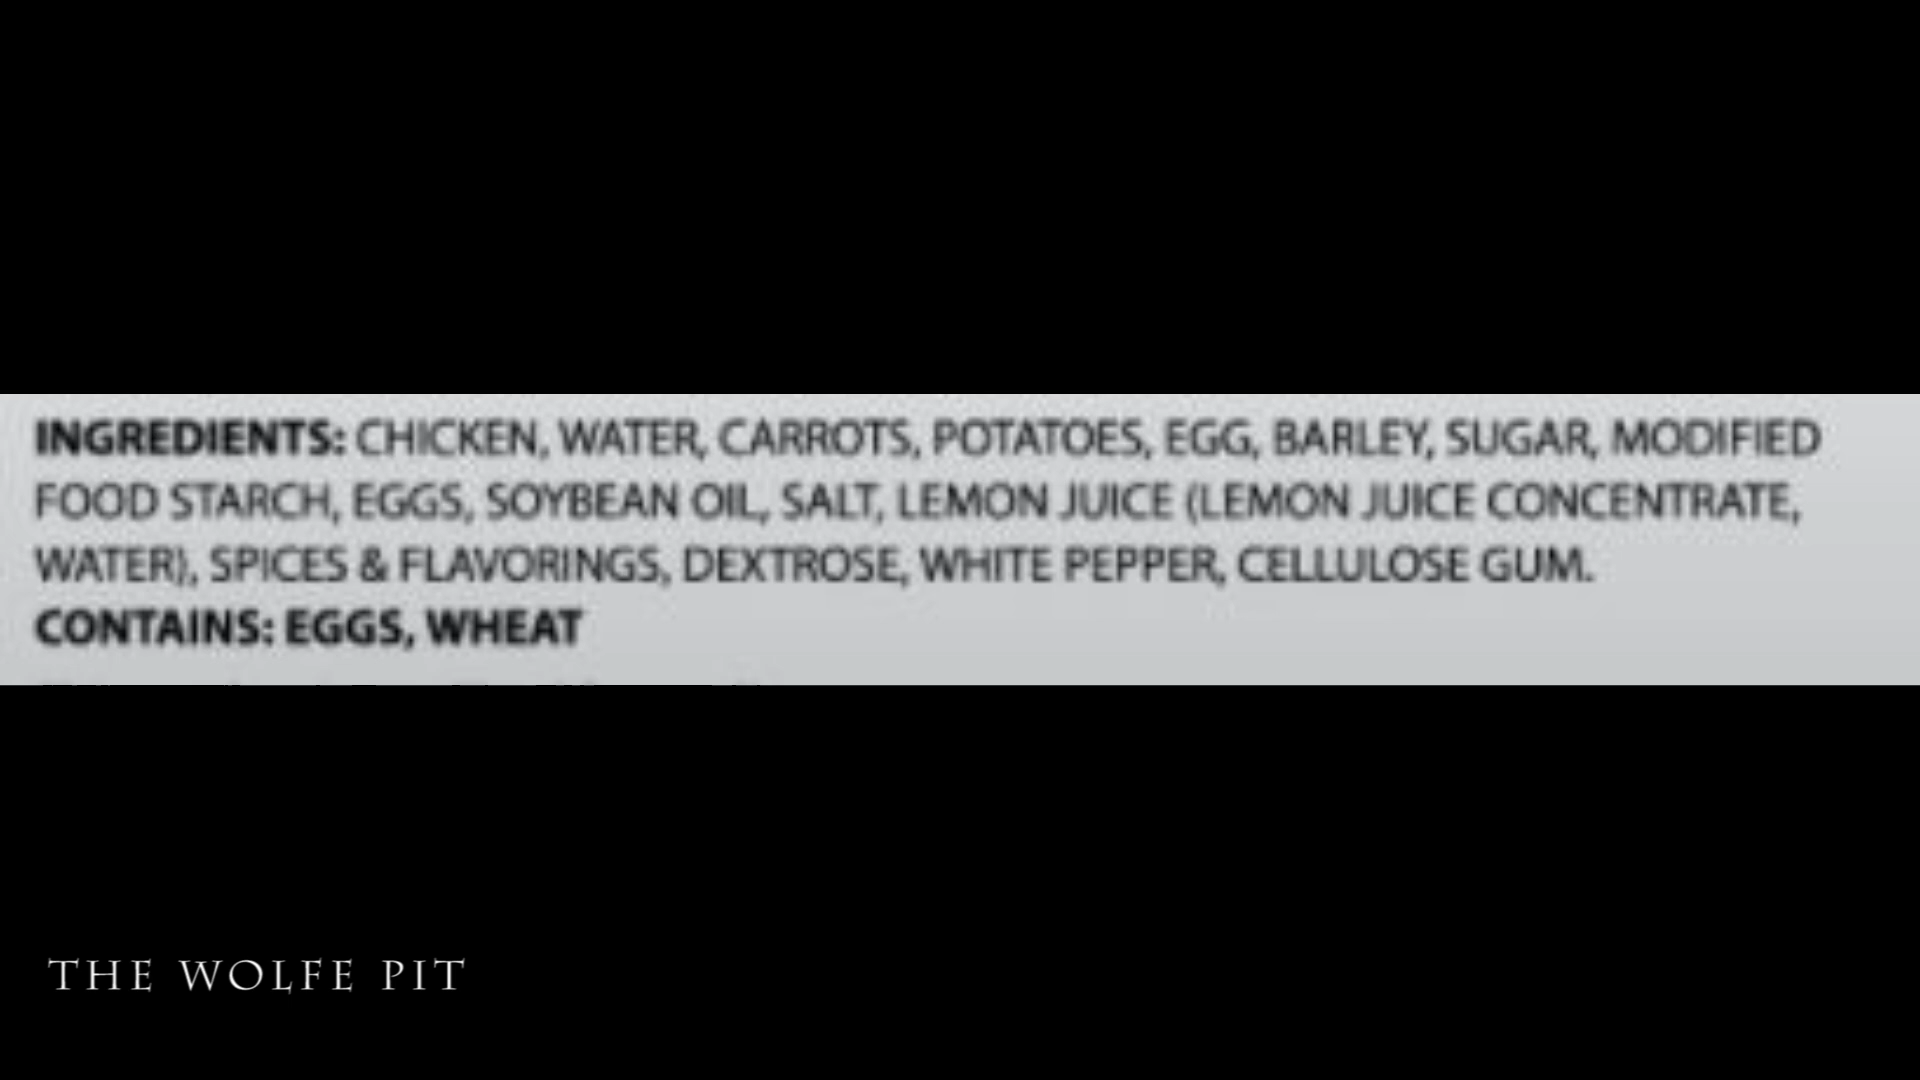 INGREDIENTS: CHICKEN, WATER, CARROTS, POTATOES, EGG, BARLEY, SUGAR, MODIFIED
FOOD STARCH, EGGS, SOYBEAN OIL, SALT, LEMON JUICE (LEMON JUICE CONCENTRATE,
WATER), SPICES & FLAVORINGS, DEXTROSE, WHITE PEPPER, CELLULOSE GUM.
CONTAINS: EGGS, WHEAT
THE WOLFE PIT